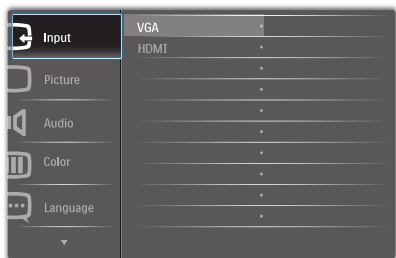 Input
Picture
Audio
Color
Language
VGA
HDMI